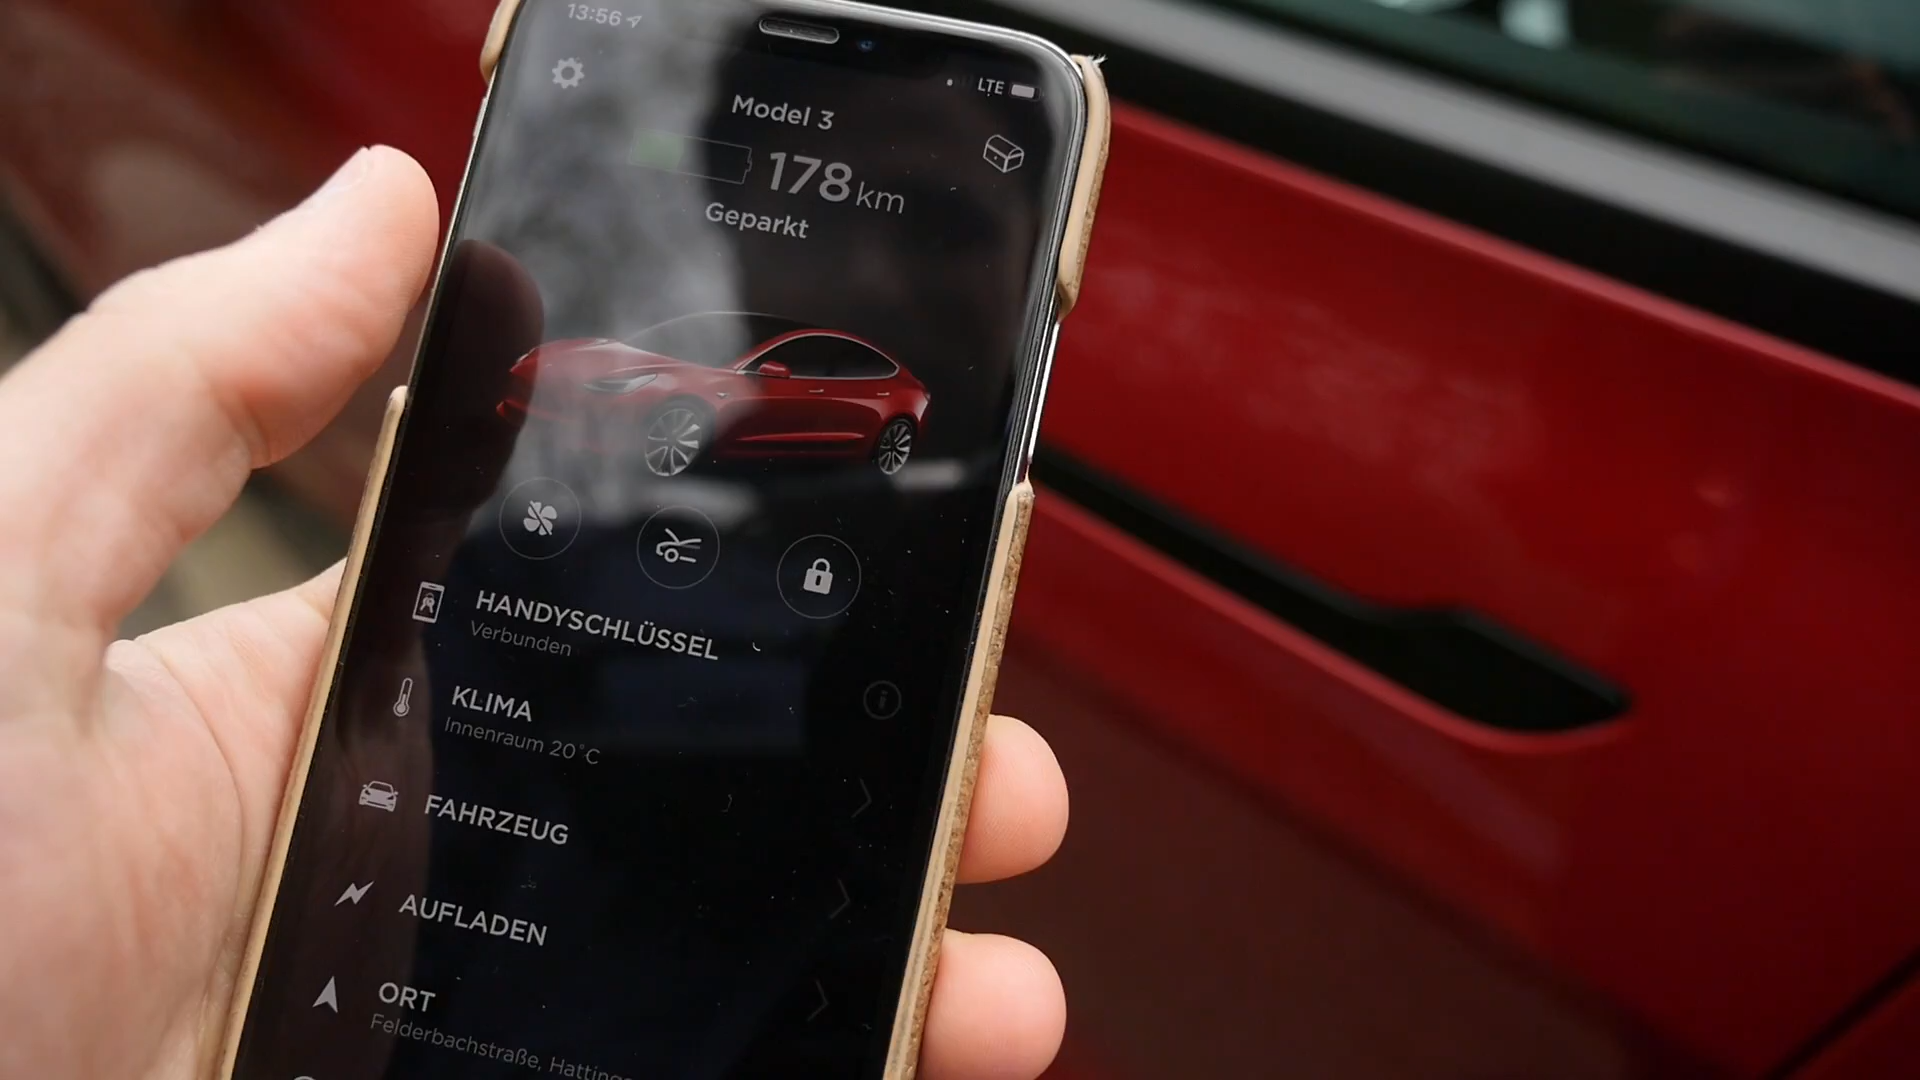 13:56
LTE
Model 3
178 km
Geparkt
HANDYSCHLÜSSEL
Verbunden
KLIMA
Innenraum 20°C
FAHRZEUG
AUFLADEN
ORT
Felderbachstraße,